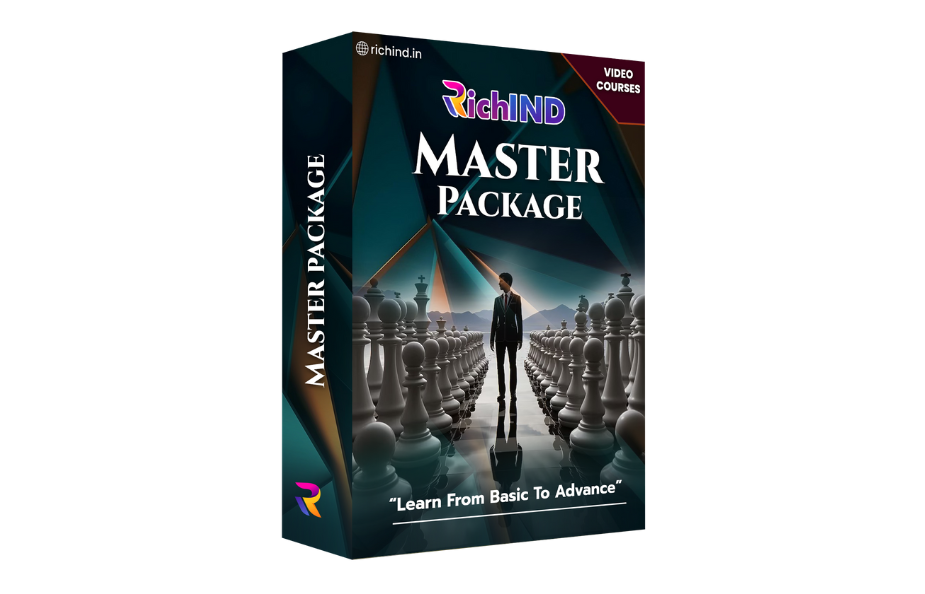 richind.in
VIDEO
COURSES
RichIND
MASTER
PACKAGE
"Learn From Basic To Advance"
MASTER PACKAGE
R